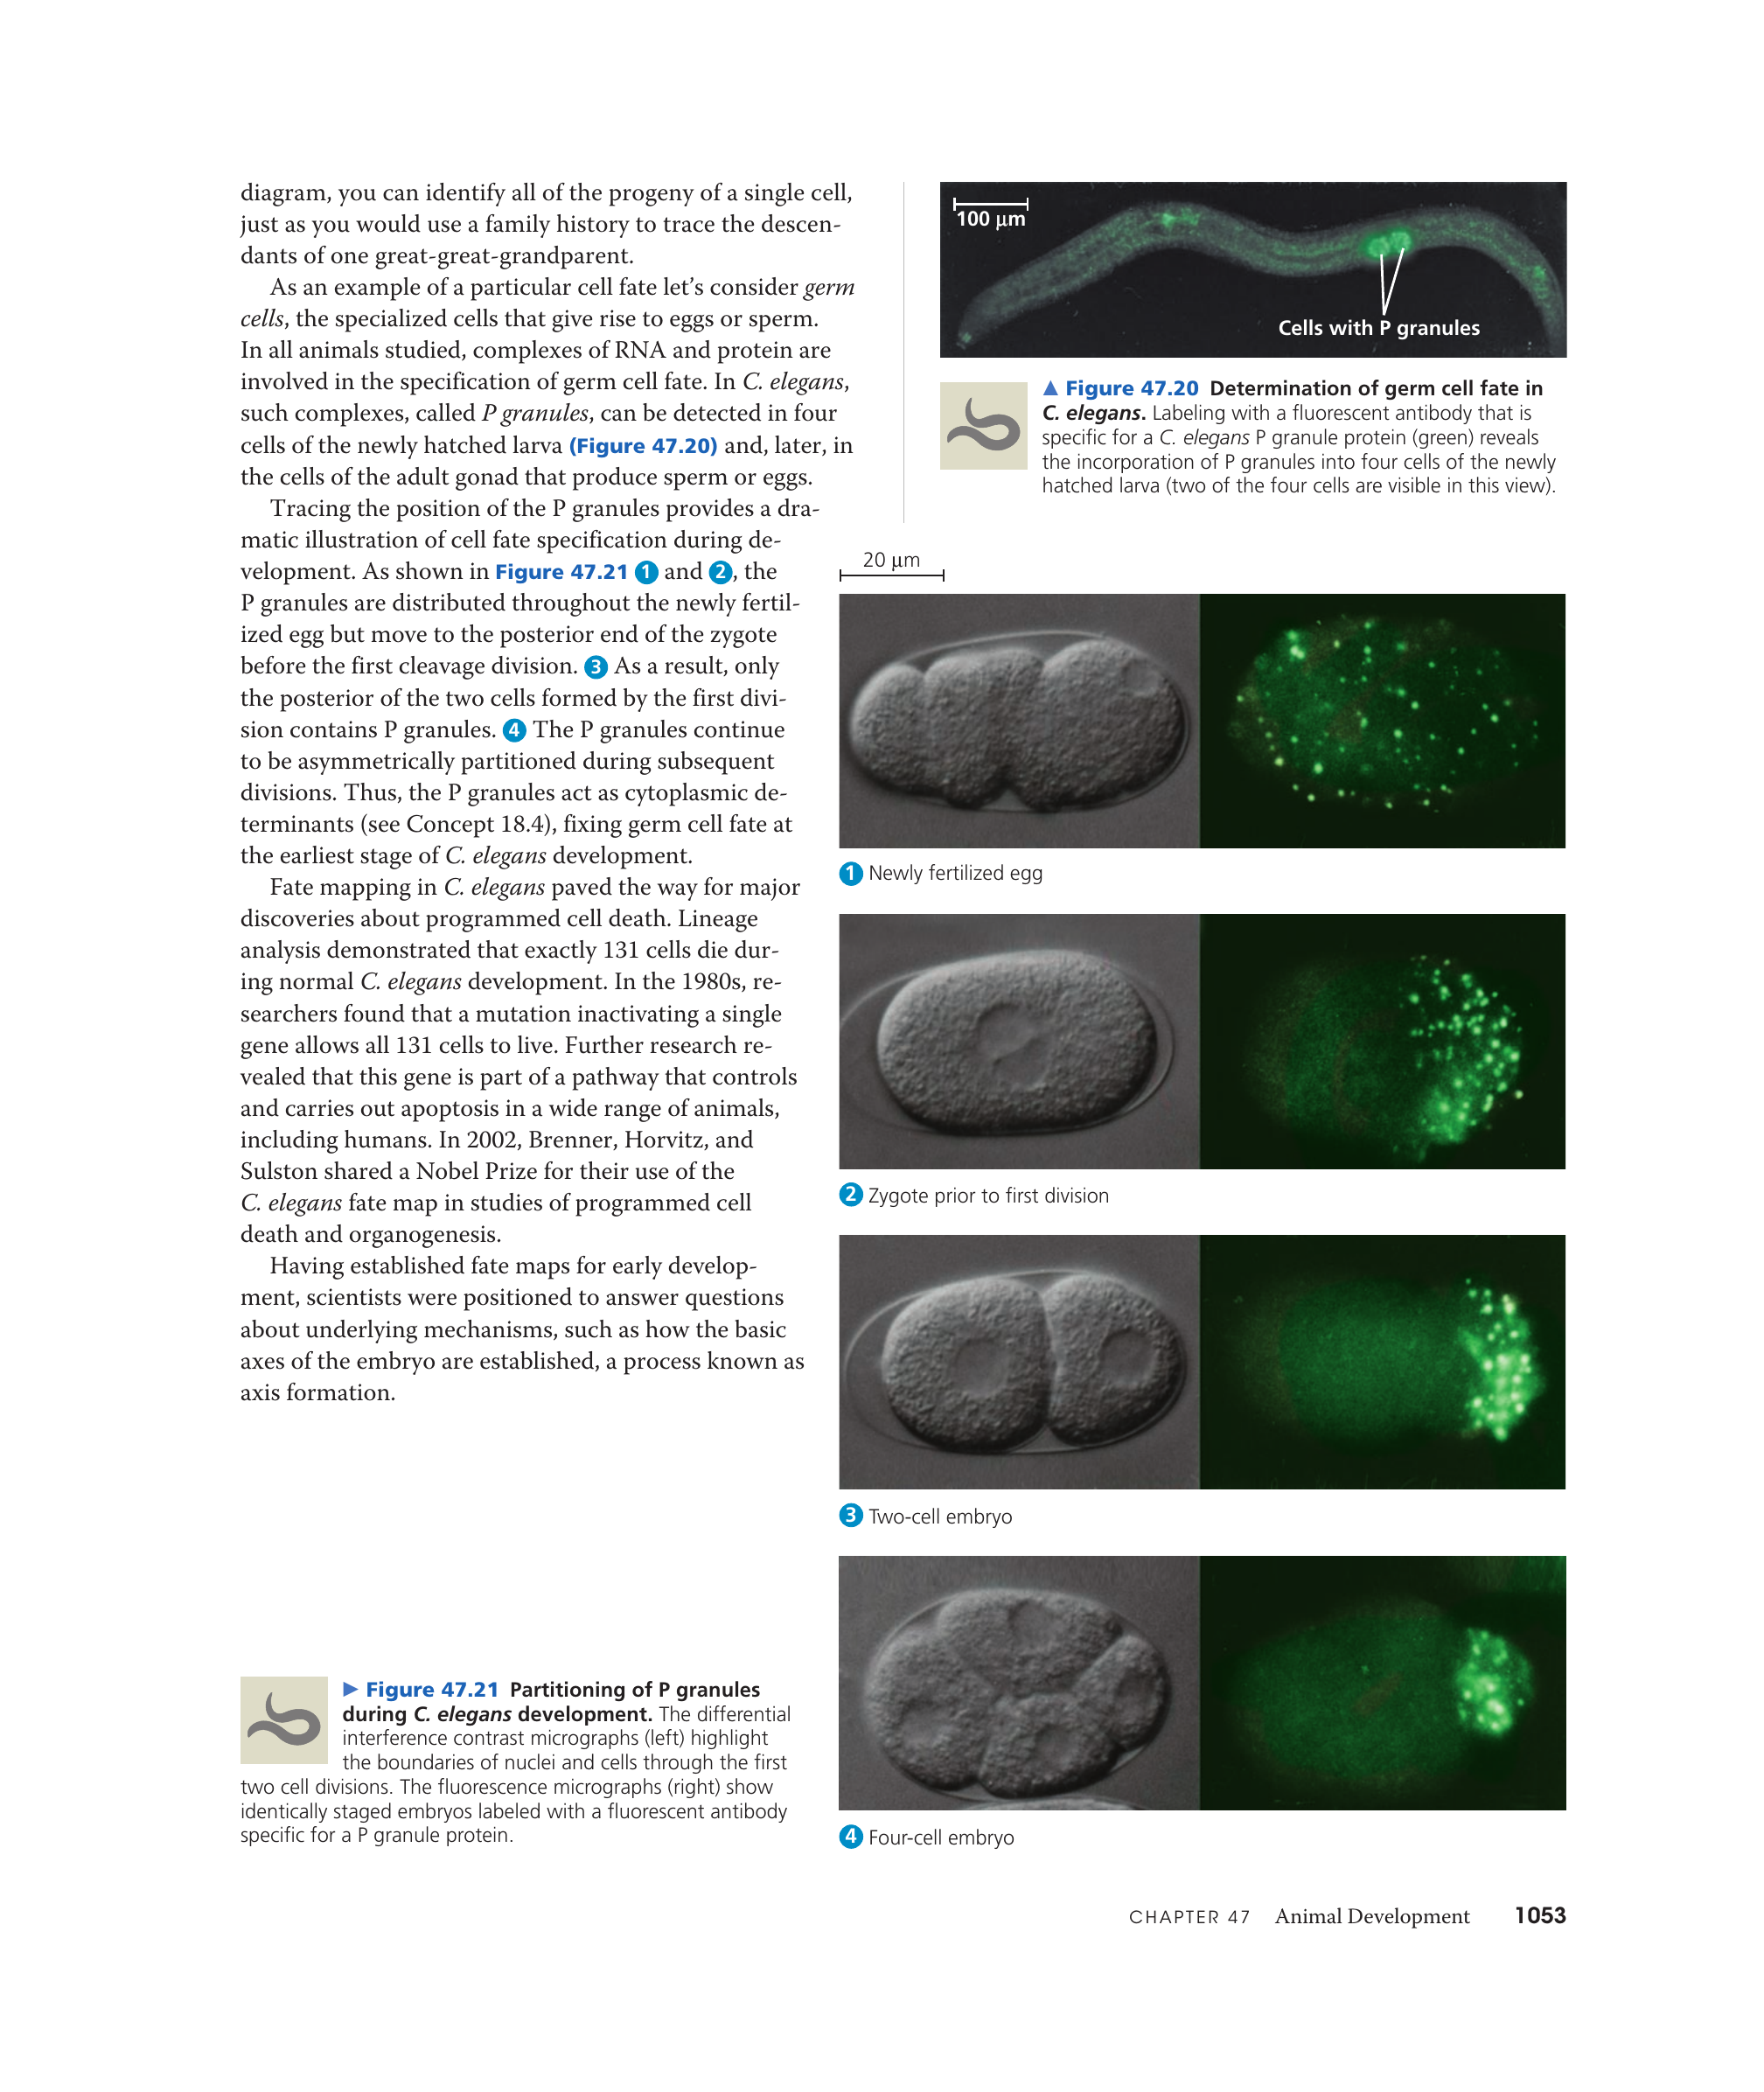 diagram, you can identify all of the progeny of a single cell,
just as you would use a family history to trace the descen-
dants of one great-great-grandparent.
As an example of a particular cell fate let’s consider germ
cells, the specialized cells that give rise to eggs or sperm.
In all animals studied, complexes of RNA and protein are
involved in the specification of germ cell fate. In C. elegans,
such complexes, called P granules, can be detected in four
cells of the newly hatched larva (Figure 47.20) and, later, in
the cells of the adult gonad that produce sperm or eggs.
Tracing the position of the P granules provides a dra-
matic illustration of cell fate specification during de-
velopment. As shown in Figure 47.21 1 and 2, the
P granules are distributed throughout the newly fertil-
ized egg but move to the posterior end of the zygote
before the first cleavage division. 3 As a result, only
the posterior of the two cells formed by the first divi-
sion contains P granules. 4 The P granules continue
to be asymmetrically partitioned during subsequent
divisions. Thus, the P granules act as cytoplasmic de-
terminants (see Concept 18.4), fixing germ cell fate at
the earliest stage of C. elegans development.
Fate mapping in C. elegans paved the way for major
discoveries about programmed cell death. Lineage
analysis demonstrated that exactly 131 cells die dur-
ing normal C. elegans development. In the 1980s, re-
searchers found that a mutation inactivating a single
gene allows all 131 cells to live. Further research re-
vealed that this gene is part of a pathway that controls
and carries out apoptosis in a wide range of animals,
including humans. In 2002, Brenner, Horvitz, and
Sulston shared a Nobel Prize for their use of the
C. elegans fate map in studies of programmed cell
death and organogenesis.
Having established fate maps for early develop-
ment, scientists were positioned to answer questions
about underlying mechanisms, such as how the basic
axes of the embryo are established, a process known as
axis formation.
▶ Figure 47.21 Partitioning of P granules
during C. elegans development. The differential
interference contrast micrographs (left) highlight
the boundaries of nuclei and cells through the first
two cell divisions. The fluorescence micrographs (right) show
identically staged embryos labeled with a fluorescent antibody
specific for a P granule protein.
100 μm
Cells with P granules
▲ Figure 47.20 Determination of germ cell fate in
C. elegans. Labeling with a fluorescent antibody that is
specific for a C. elegans P granule protein (green) reveals
the incorporation of P granules into four cells of the newly
hatched larva (two of the four cells are visible in this view).
20 μm
1 Newly fertilized egg
2 Zygote prior to first division
3 Two-cell embryo
4 Four-cell embryo
CHAPTER 47 Animal Development 1053